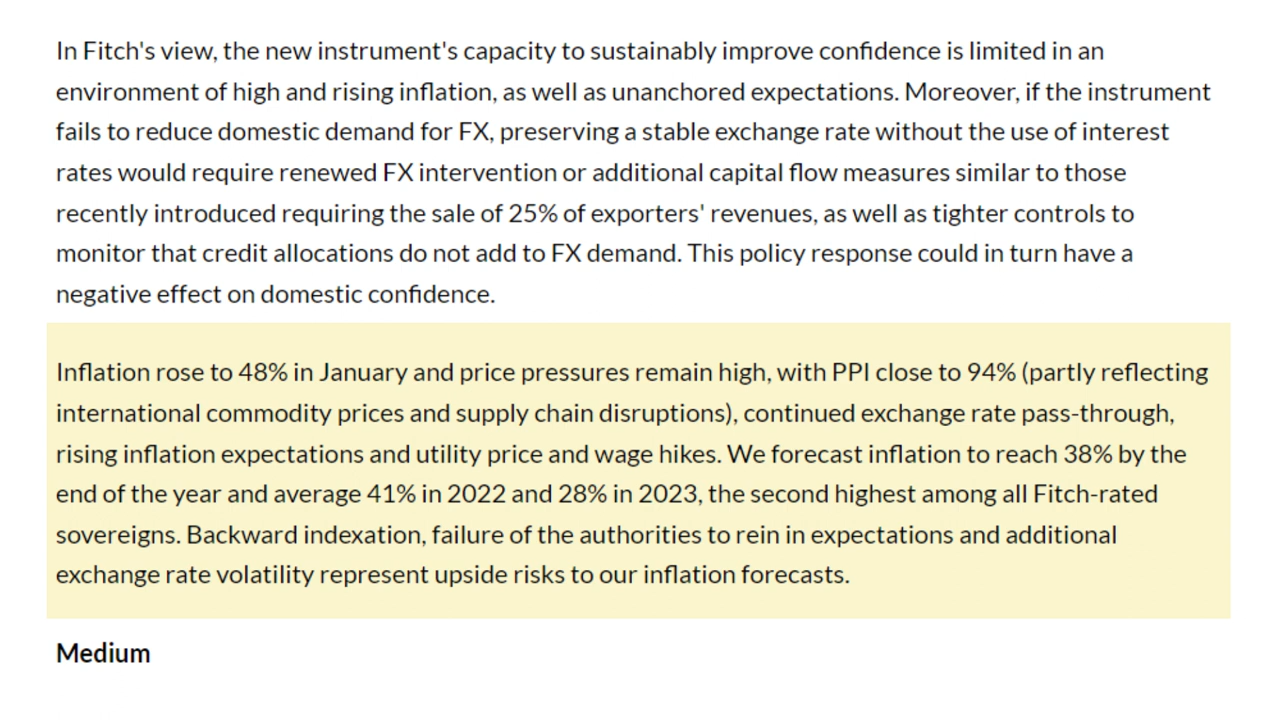 In Fitch's view, the new instrument's capacity to sustainably improve confidence is limited in an
environment of high and rising inflation, as well as unanchored expectations. Moreover, if the instrument
fails to reduce domestic demand for FX, preserving a stable exchange rate without the use of interest
rates would require renewed FX intervention or additional capital flow measures similar to those
recently introduced requiring the sale of 25% of exporters' revenues, as well as tighter controls to
monitor that credit allocations do not add to FX demand. This policy response could in turn have a
negative effect on domestic confidence.
Inflation rose to 48% in January and price pressures remain high, with PPI close to 94% (partly reflecting
international commodity prices and supply chain disruptions), continued exchange rate pass-through,
rising inflation expectations and utility price and wage hikes. We forecast inflation to reach 38% by the
end of the year and average 41% in 2022 and 28% in 2023, the second highest among all Fitch-rated
sovereigns. Backward indexation, failure of the authorities to rein in expectations and additional
exchange rate volatility represent upside risks to our inflation forecasts.
Medium